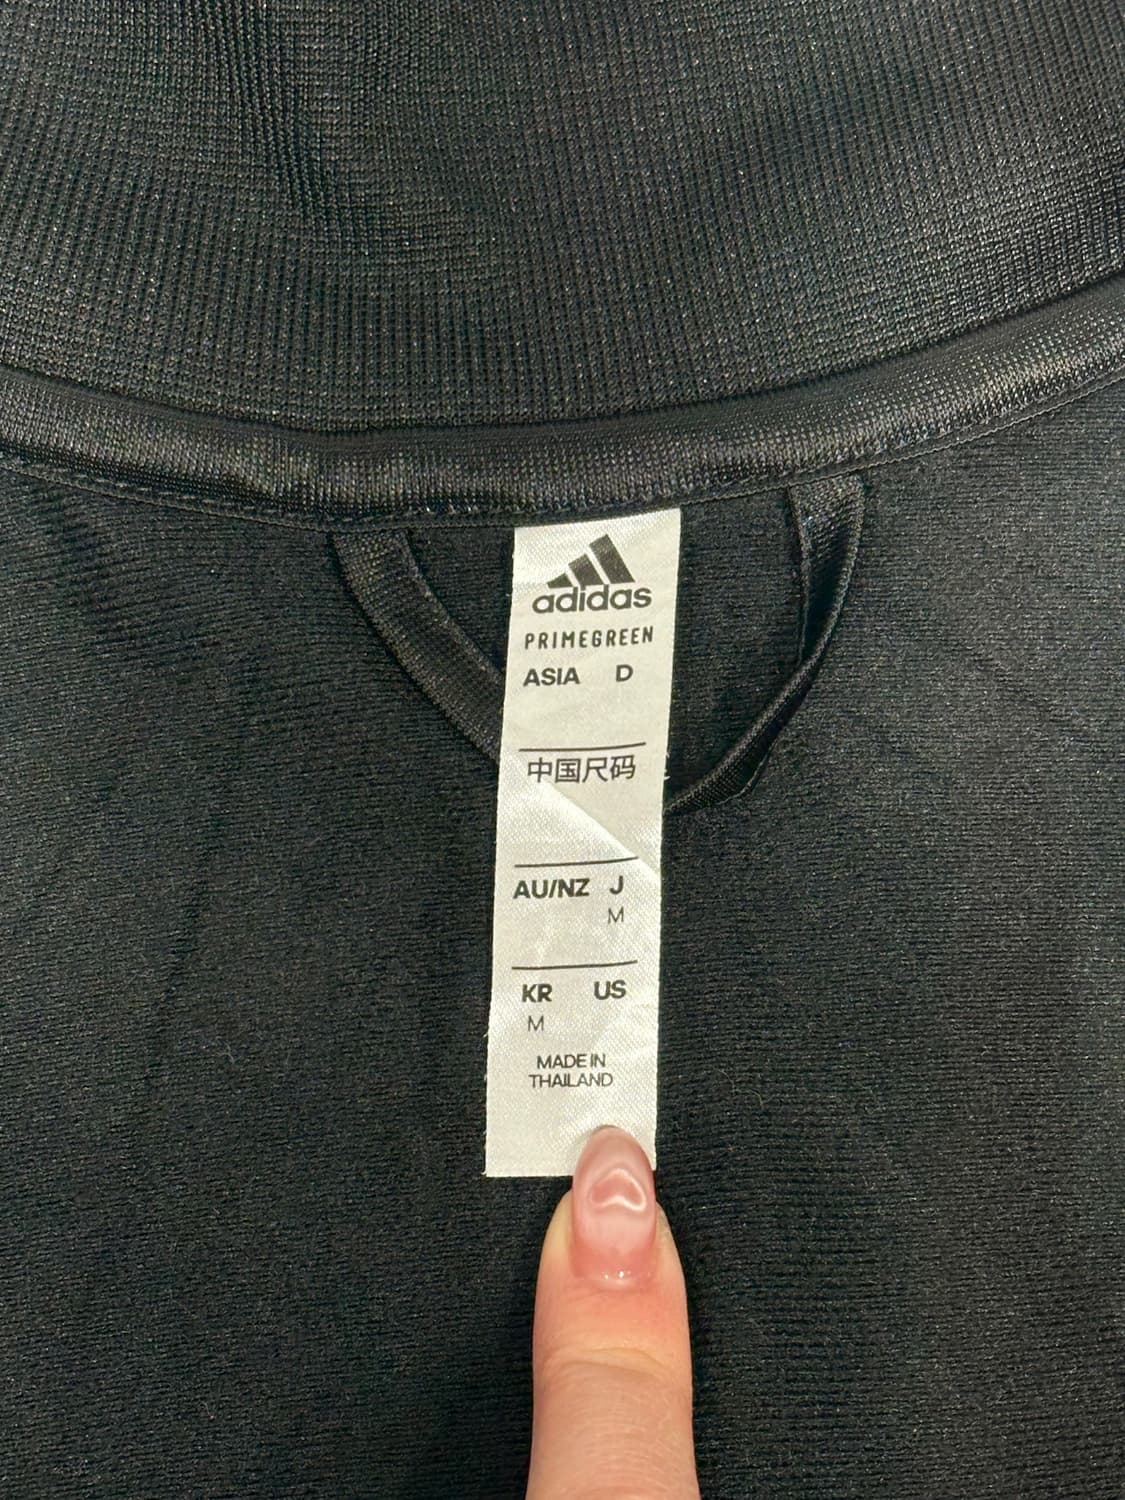 adidas
PRIMEGREEN
ASIA D
中国尺码
AU/NZ J
M
KR US
M
MADE IN
THAILAND